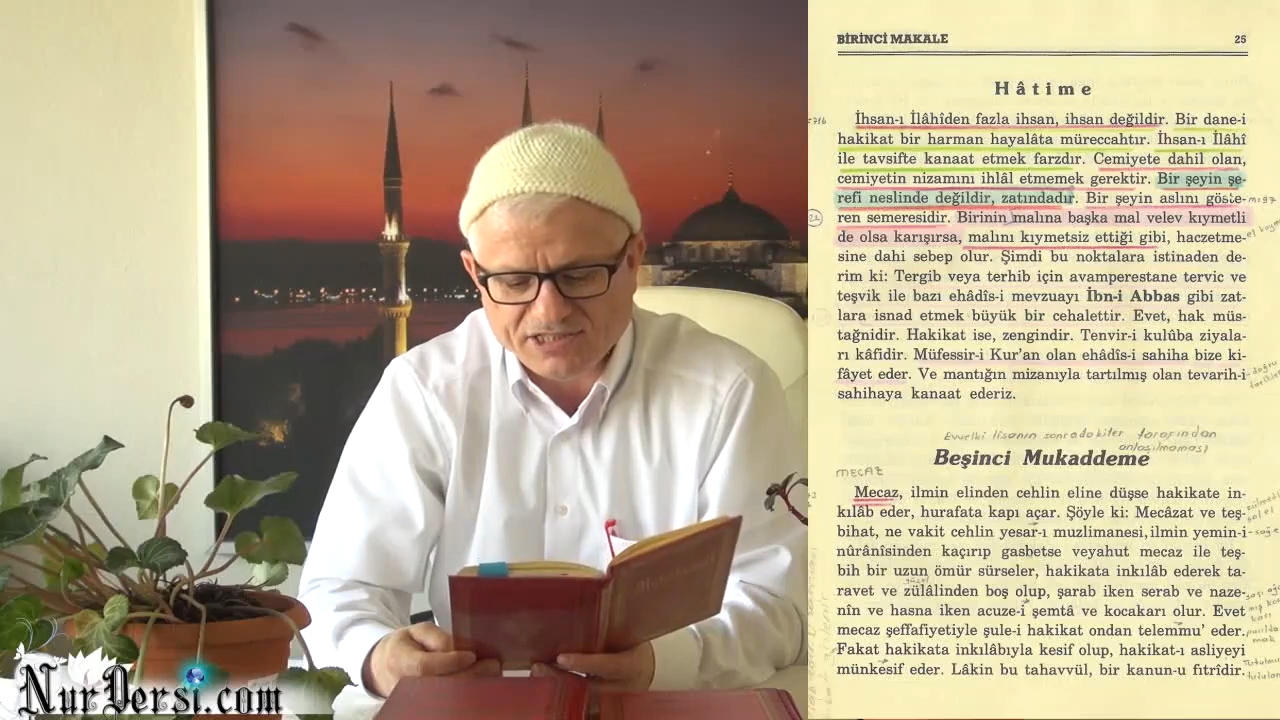 BİRİNCİ MAKALE 25
Hâtime
İhsan-ı İlâhîden fazla ihsan, ihsan değildir. Bir dane-i
hakikat bir harman hayalâta müreccahtır. İhsan-ı İlâhî
ile tavsifte kanaat etmek farzdır. Cemiyete dahil olan,
cemiyetin nizamını ihlâl etmemek gerektir. Bir şeyin şe-
refi neslinde değildir, zatındadır. Bir şeyin aslını göste-
ren semeresidir. Birinin malına başka mal velev kıymetli
de olsa karışırsa, malını kıymetsiz ettiği gibi, haczetme-
sine dahi sebep olur. Şimdi bu noktalara istinaden de-
rim ki: Tergib veya terhib için avamperestane tervic ve
teşvik ile bazı ehâdîs-i mevzuayı İbn-i Abbas gibi zat-
lara isnad etmek büyük bir cehalettir. Evet, hak müs-
tağnidir. Hakikat ise, zengindir. Tenvir-i kulûba ziyala-
rı kâfidir. Müfessir-i Kur'an olan ehâdîs-i sahiha bize ki-
fâyet eder. Ve mantığın mizanıyla tartılmış olan tevarih-i
sahihaya kanaat ederiz.
Evvelki lisanın sonradakiler tarafından
anlaşılmaması
MECAZ
Beşinci Mukaddeme
Mecaz, ilmin elinden cehlin eline düşse hakikate in-
kılâb eder, hurafata kapı açar. Şöyle ki: Mecâzat ve teş-
bihat, ne vakit cehlin yesar-ı muzlimanesi, ilmin yemin-i
nûrânîsinden kaçırıp gasbetse veyahut mecaz ile teş-
bih bir uzun ömür sürseler, hakikata inkılâb ederek ta-
güzel
ravet ve zülâlinden boş olup, şarab iken serab ve naze-
nîn ve hasna iken acuze-i şemtâ ve kocakarı olur. Evet
mecaz şeffafiyetiyle şule-i hakikat ondan telemmu' eder.
Fakat hakikata inkılâbıyla kesif olup, hakikat-ı asliyeyi
münkesif eder. Lâkin bu tahavvül, bir kanun-u fıtrîdir.
NurDersi.com